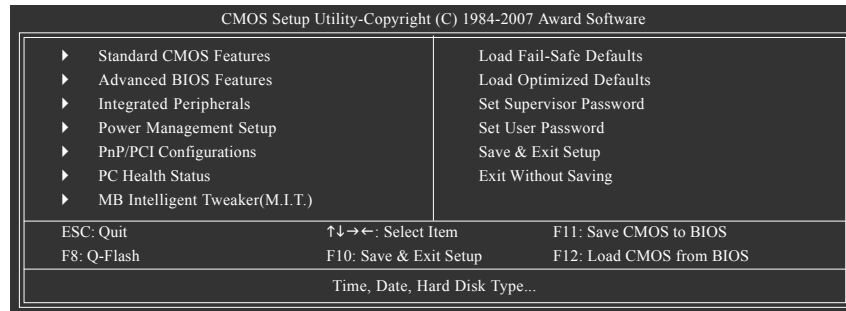 CMOS Setup Utility-Copyright (C) 1984-2007 Award Software
Standard CMOS Features
Advanced BIOS Features
Integrated Peripherals
Power Management Setup
PnP/PCI Configurations
PC Health Status
MB Intelligent Tweaker(M.I.T.)
Load Fail-Safe Defaults
Load Optimized Defaults
Set Supervisor Password
Set User Password
Save & Exit Setup
Exit Without Saving
ESC: Quit ↑↓→←: Select Item F11: Save CMOS to BIOS
F8: Q-Flash F10: Save & Exit Setup F12: Load CMOS from BIOS
Time, Date, Hard Disk Type...